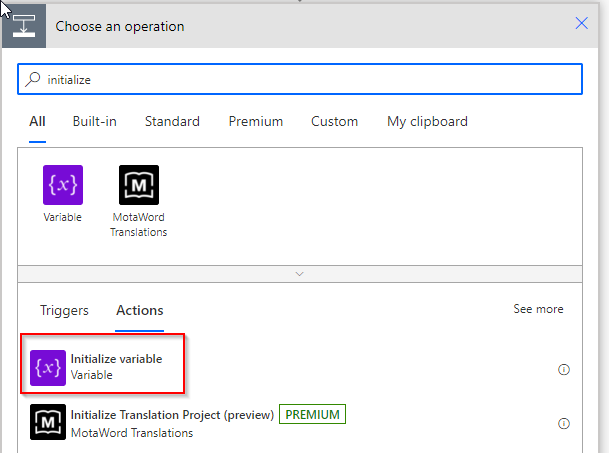 Choose an operation
initialize
All Built-in Standard Premium Custom My clipboard
{x} M
Variable MotaWord
Translations
Triggers Actions See more
{x} Initialize variable
Variable
M Initialize Translation Project (preview) PREMIUM
MotaWord Translations